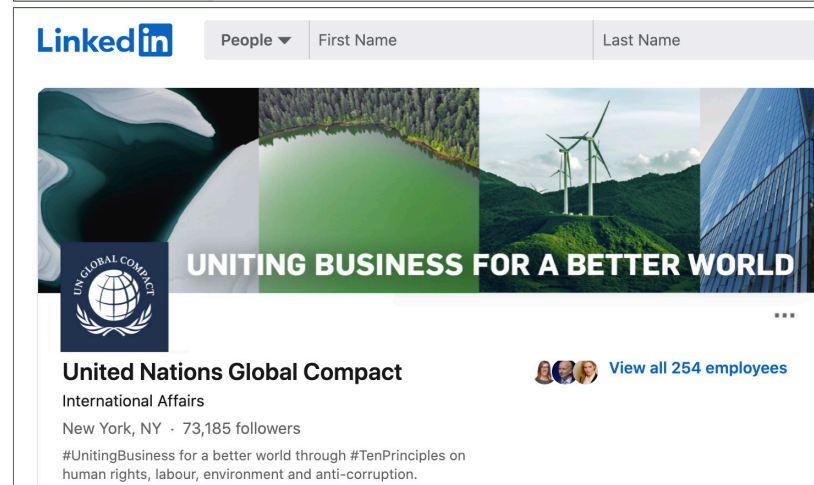 Linked in
People First Name Last Name
UNITING BUSINESS FOR A BETTER WORLD
UN GLOBAL COMPACT
United Nations Global Compact
View all 254 employees
International Affairs
New York, NY · 73,185 followers
#UnitingBusiness for a better world through #TenPrinciples on
human rights, labour, environment and anti-corruption.